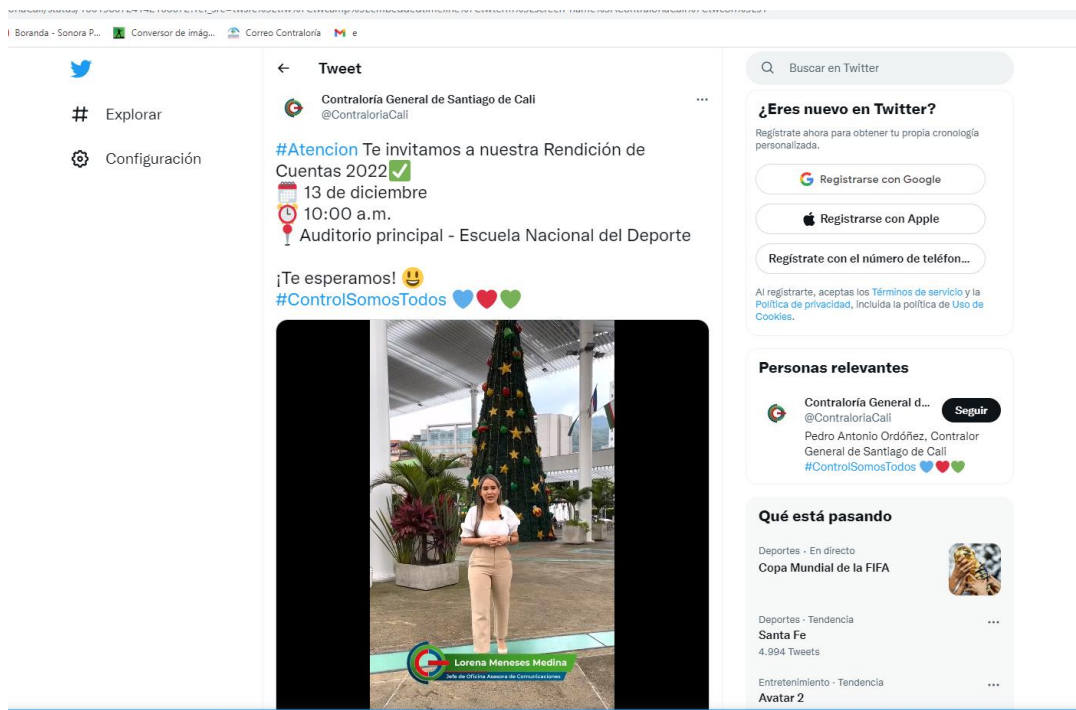 Boranda - Sonora P...
Conversor de imág...
Correo Contraloría
e
Explorar
Configuración
Tweet
Contraloría General de Santiago de Cali
@ContraloriaCali
#Atencion Te invitamos a nuestra Rendición de
Cuentas 2022✅
🗓 13 de diciembre
⏰ 10:00 a.m.
📍 Auditorio principal - Escuela Nacional del Deporte
¡Te esperamos! 😃
#ControlSomosTodos 💙❤️💚
Lorena Meneses Medina
Jefe de Oficina Asesora de Comunicaciones
Buscar en Twitter
¿Eres nuevo en Twitter?
Regístrate ahora para obtener tu propia cronología
personalizada.
Registrarse con Google
Registrarse con Apple
Regístrate con el número de teléfon...
Al registrarte, aceptas los Términos de servicio y la
Política de privacidad, incluida la política de Uso de
Cookies.
Personas relevantes
Contraloría General d...
@ContraloriaCali
Seguir
Pedro Antonio Ordóñez, Contralor
General de Santiago de Cali
#ControlSomosTodos 💙❤️💚
Qué está pasando
Deportes · En directo
Copa Mundial de la FIFA
Deportes · Tendencia
Santa Fe
4.994 Tweets
Entretenimiento · Tendencia
Avatar 2